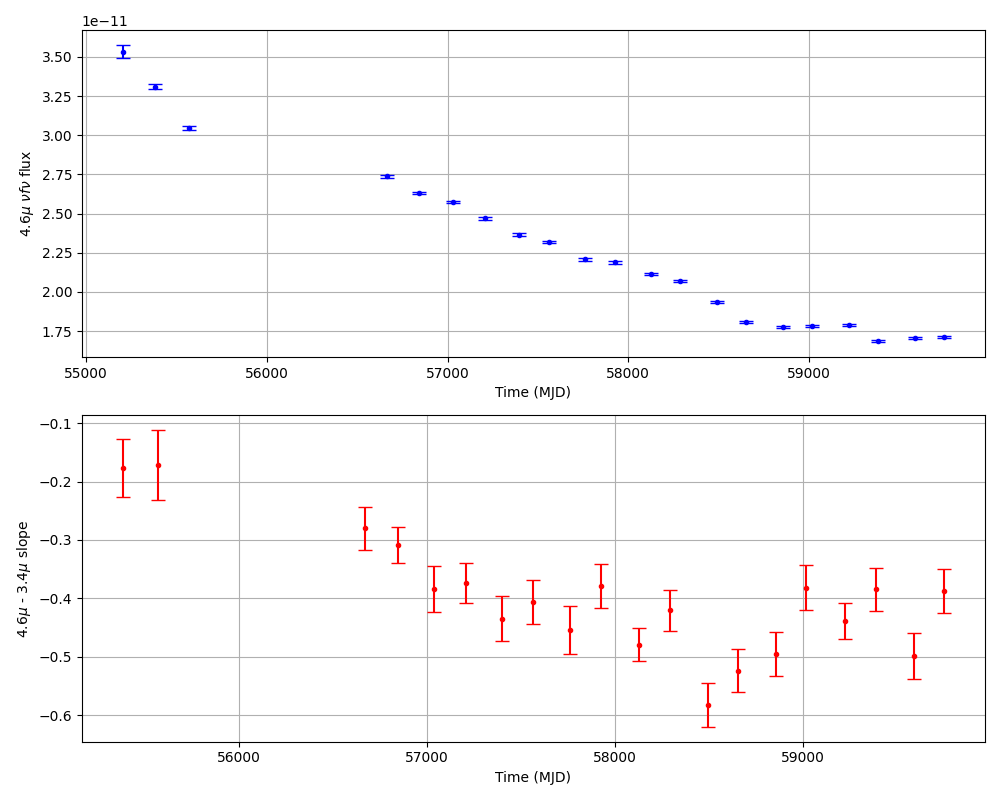 1e−11
3.50
3.25
3.00
2.75
2.50
2.25
2.00
1.75
4.6μ νfν flux
55000 56000 57000 58000 59000
Time (MJD)
−0.1
−0.2
−0.3
−0.4
−0.5
−0.6
4.6μ - 3.4μ slope
56000 57000 58000 59000
Time (MJD)